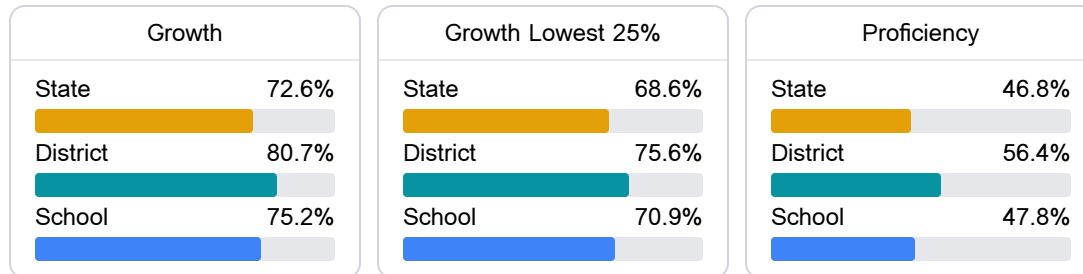 Growth
State 72.6%
District 80.7%
School 75.2%
Growth Lowest 25%
State 68.6%
District 75.6%
School 70.9%
Proficiency
State 46.8%
District 56.4%
School 47.8%